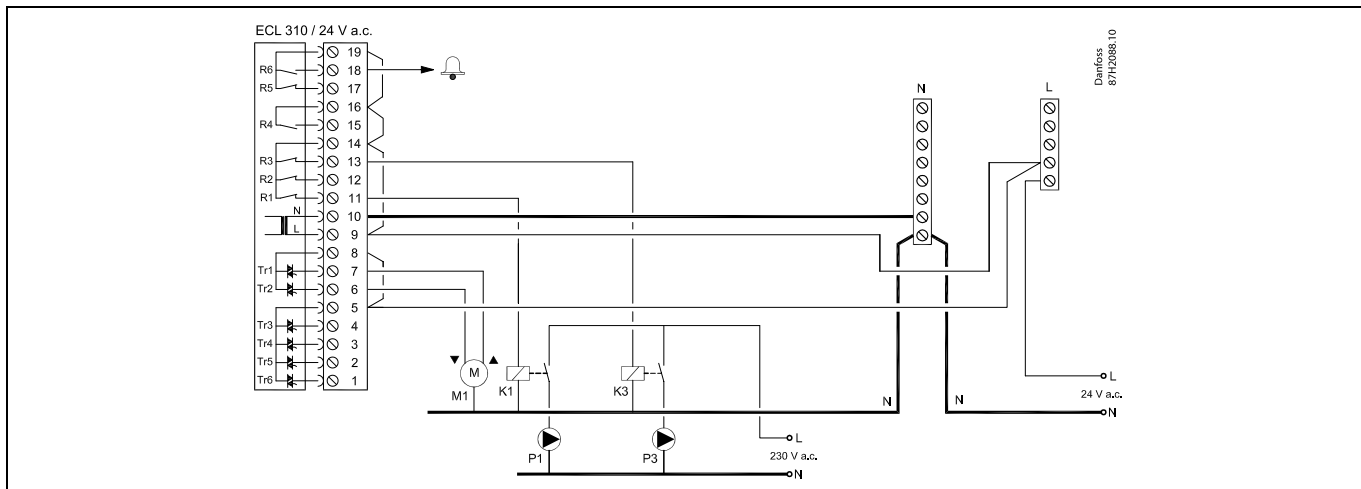 ECL 310 / 24 V a.c.
Danfoss
87H2088.10
19
R6 18
R5 17
16
R4 15
14
R3 13
R2 12
R1 11
N 10
L 9
8
Tr1 7
Tr2 6
5
Tr3 4
Tr4 3
Tr5 2
Tr6 1
N
L
M
M1
K1
K3
N
N
L
24 V a.c.
N
P1
P3
L
230 V a.c.
N